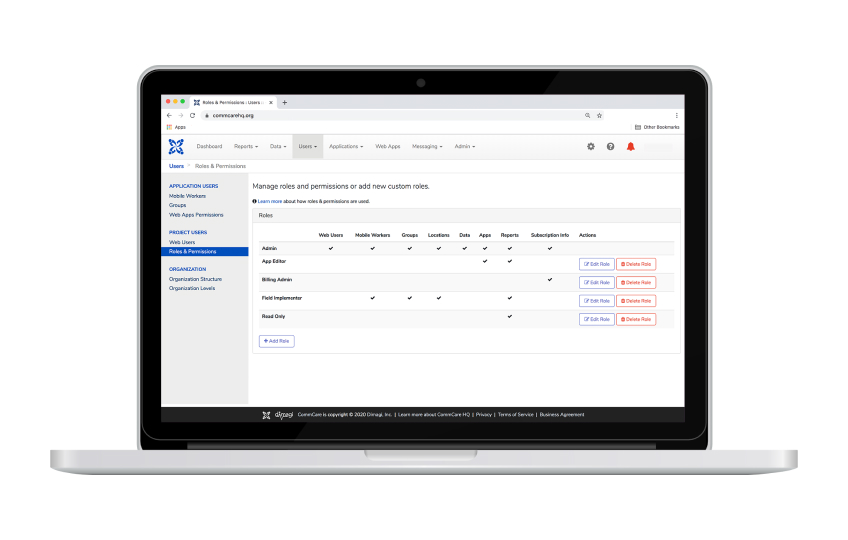 Roles & Permissions : Users :
commcarehq.org
Apps
Other Bookmarks
Dashboard Reports Data Users Applications Web Apps Messaging Admin
Users Roles & Permissions
APPLICATION USERS
Mobile Workers
Groups
Web Apps Permissions
PROJECT USERS
Web Users
Roles & Permissions
ORGANIZATION
Organization Structure
Organization Levels
Manage roles and permissions or add new custom roles.
Learn more about how roles & permissions are used.
Roles
Web Users Mobile Workers Groups Locations Data Apps Reports Subscription Info Actions
Admin
App Editor
Edit Role Delete Role
Billing Admin
Edit Role Delete Role
Field Implementer
Edit Role Delete Role
Read Only
Edit Role Delete Role
+ Add Role
dimagi CommCare is copyright © 2020 Dimagi, Inc. | Learn more about CommCare HQ | Privacy | Terms of Service | Business Agreement